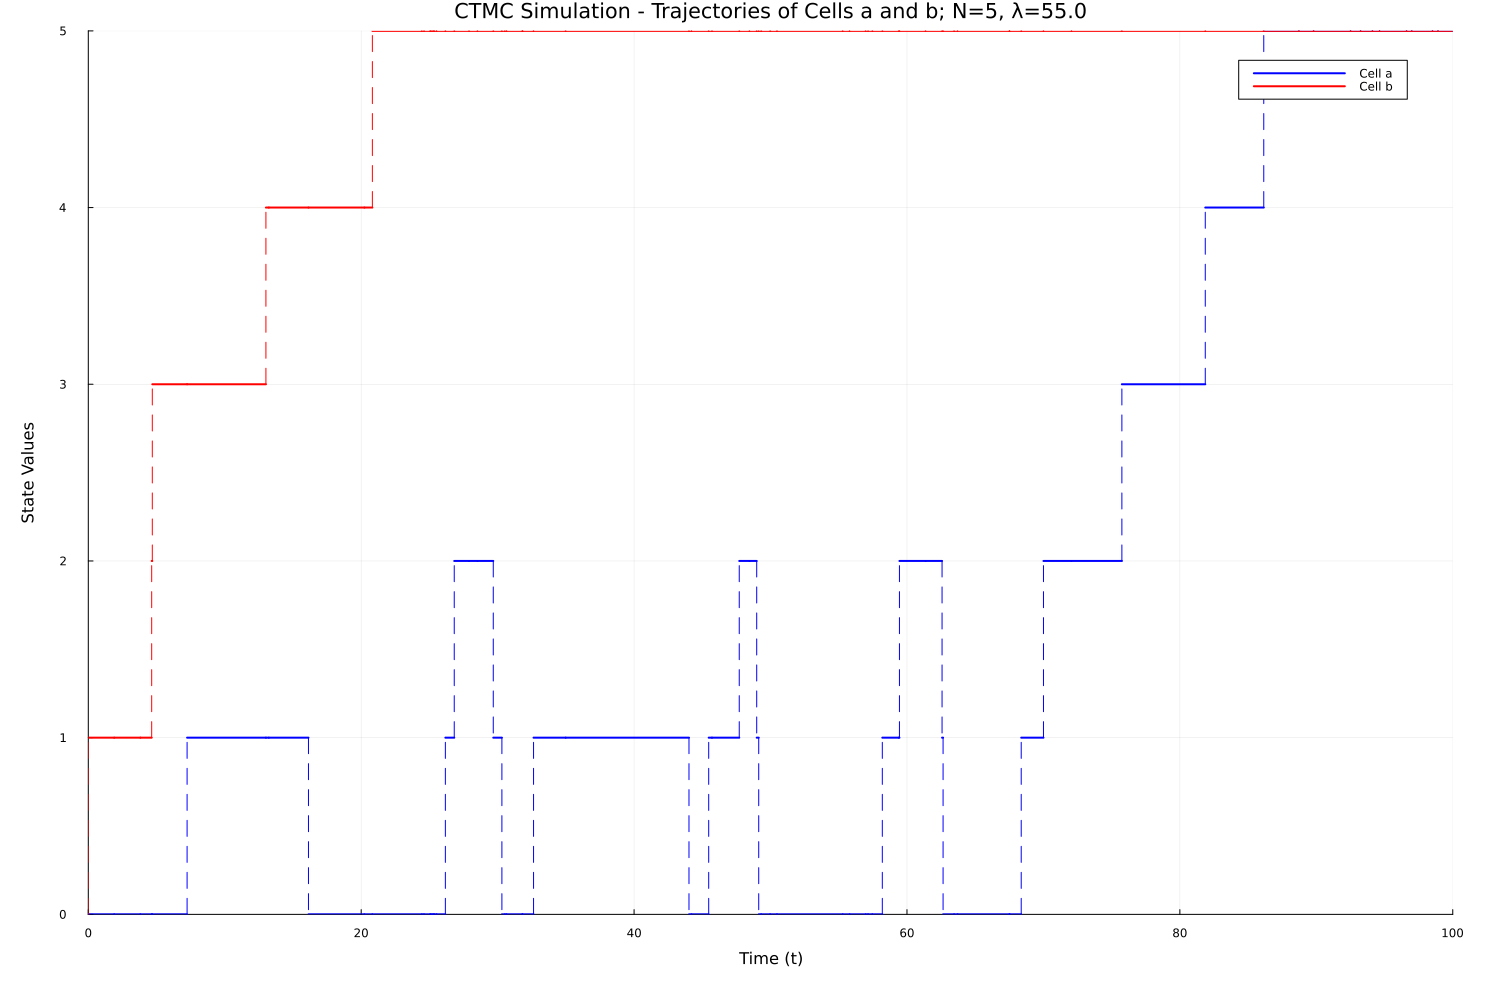 CTMC Simulation - Trajectories of Cells a and b; N=5, λ=55.0
5
Cell a
Cell b
4
3
State Values
2
1
0
0 20 40 60 80 100
Time (t)